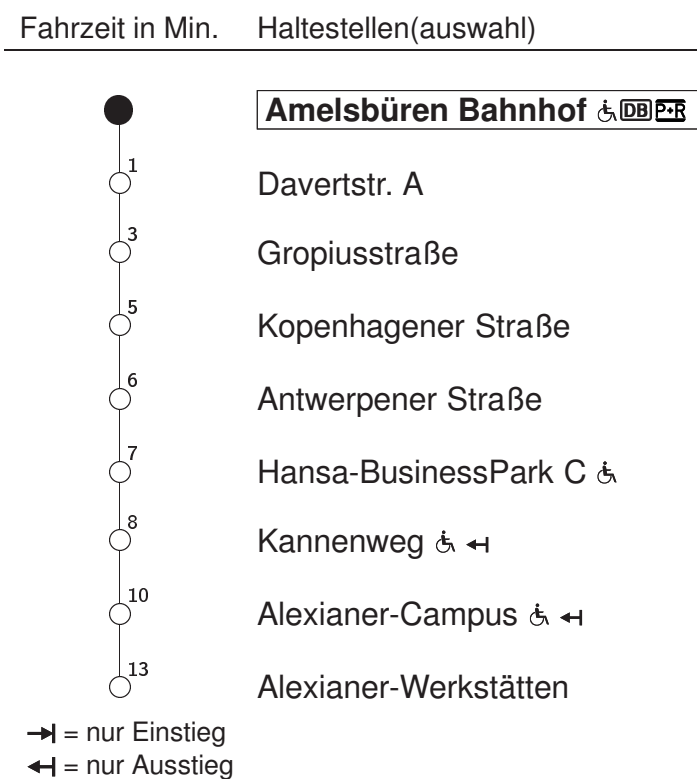 Fahrzeit in Min. Haltestellen(auswahl)
Amelsbüren Bahnhof DB P+R
1 Davertstr. A
3 Gropiusstraße
5 Kopenhagener Straße
6 Antwerpener Straße
7 Hansa-BusinessPark C
8 Kannenweg
10 Alexianer-Campus
13 Alexianer-Werkstätten
= nur Einstieg
= nur Ausstieg